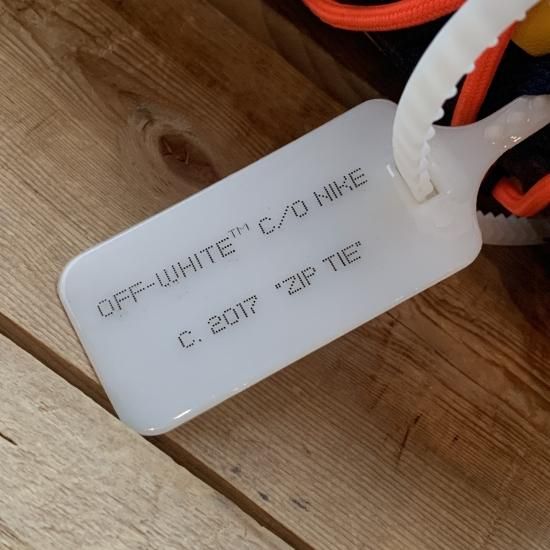 OFF-WHITE™ C/O NIKE
C. 2017 "ZIP TIE"